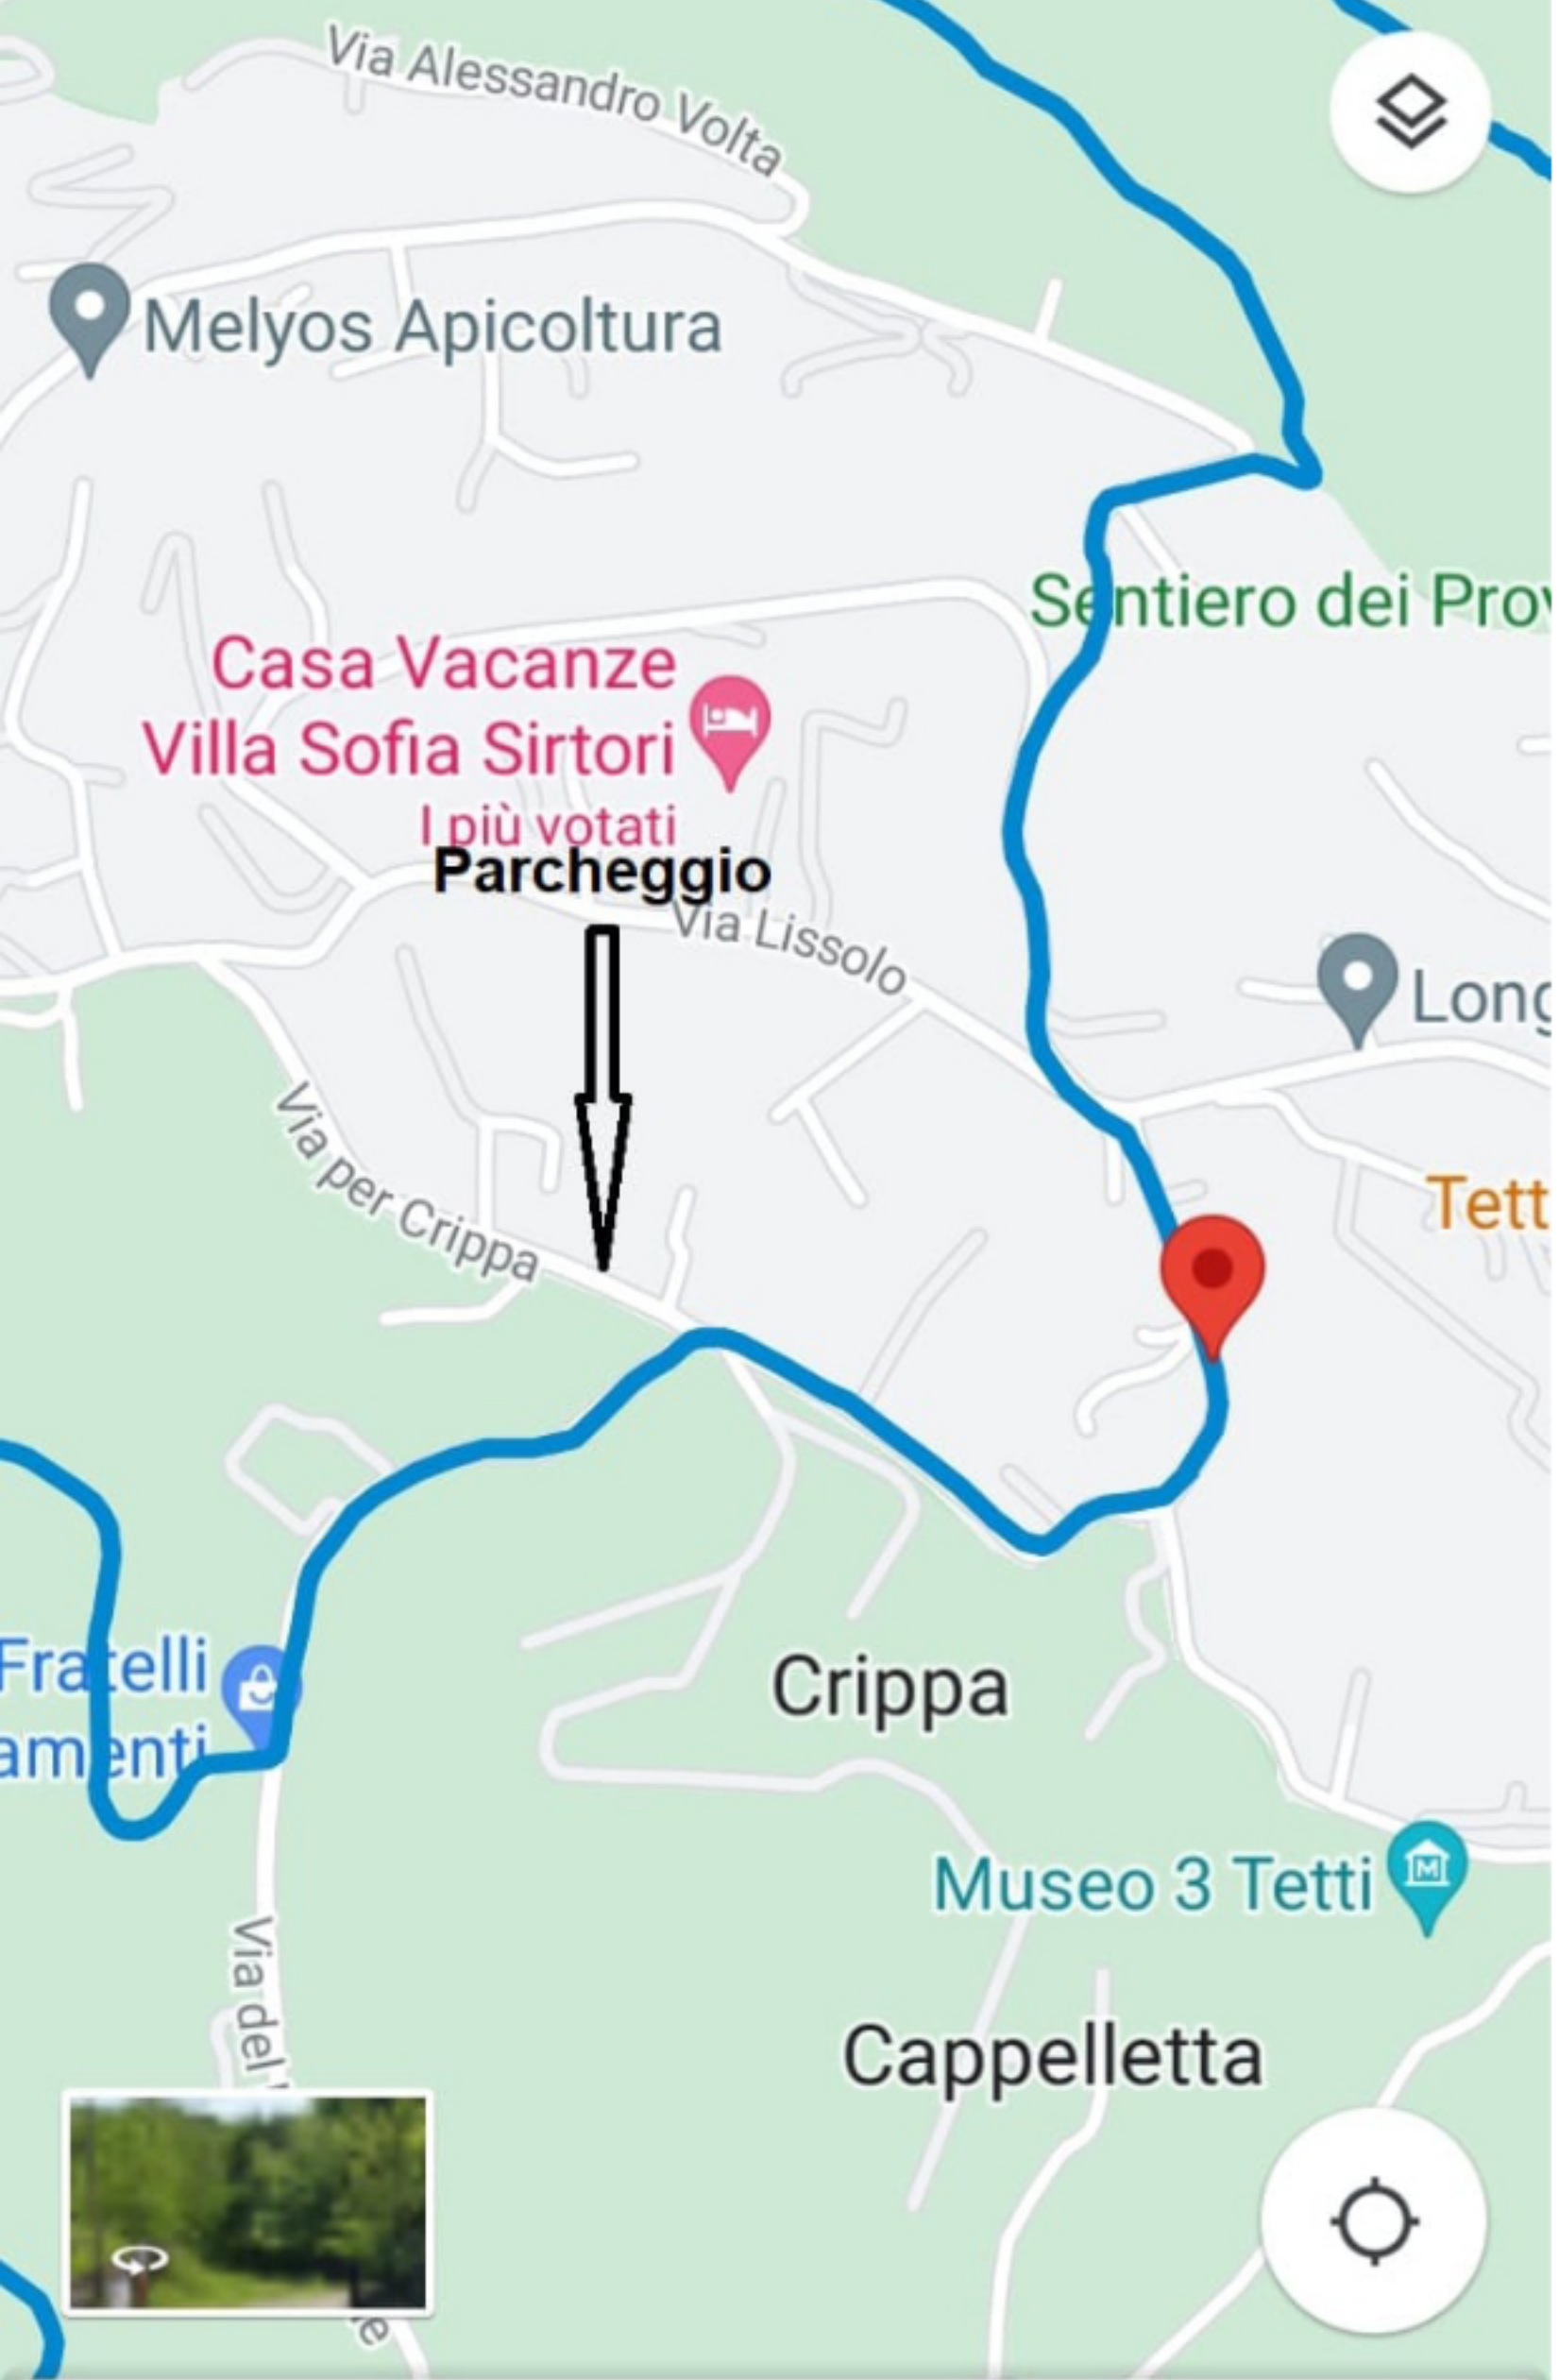 Via Alessandro Volta
Melyos Apicoltura
Sentiero dei Prov
Casa Vacanze
Villa Sofia Sirtori
I più votati
Parcheggio
Via Lissolo
Long
Via per Crippa
Tett
Fratelli
amenti
Crippa
Museo 3 Tetti
M
Via del
Cappelletta